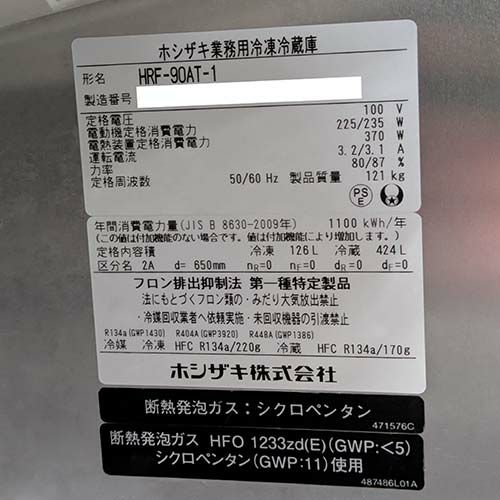 ホシザキ業務用冷凍冷蔵庫
形名 HRF-90AT-1
製造番号
定格電圧 100 V
電動機定格消費電力 225/235 W
電熱装置定格消費電力 370 W
運転電流 3.2/3.1 A
力率 80/87 %
定格周波数 50/60 Hz 製品質量 121 kg
PS
E
年間消費電力量(JIS B 8630-2009年) 1100 kWh/年
(この値は付加機能のない場合です。値は付加機能により増加します。)
定格内容積 冷凍 126L 冷蔵 424L
区分名 2A d= 650mm nR=0 nF=0 dR=0 dF=0
フロン排出抑制法 第一種特定製品
法にもとづくフロン類の・みだり大気放出禁止
・冷媒回収業者へ依頼実施・未回収機器の引渡禁止
R134a(GWP1430) R404A(GWP3920) R448A(GWP1386)
冷媒 冷凍 HFC R134a/220g 冷蔵 HFC R134a/170g
ホシザキ株式会社
断熱発泡ガス：シクロペンタン
471576C
断熱発泡ガス HFO 1233zd(E)(GWP:<5)
シクロペンタン(GWP:11)使用
487486L01A